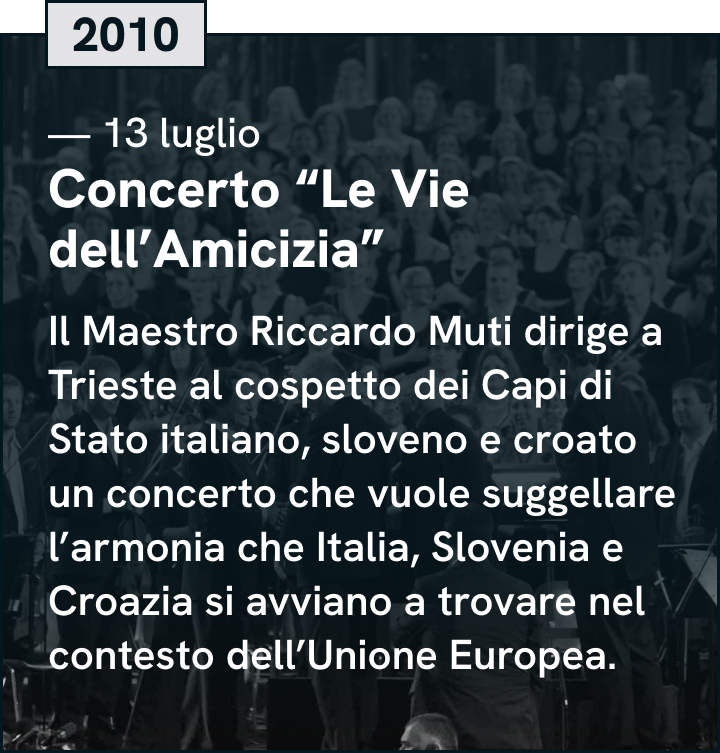 2010
— 13 luglio
Concerto “Le Vie
dell’Amicizia”
Il Maestro Riccardo Muti dirige a
Trieste al cospetto dei Capi di
Stato italiano, sloveno e croato
un concerto che vuole suggellare
l’armonia che Italia, Slovenia e
Croazia si avviano a trovare nel
contesto dell’Unione Europea.